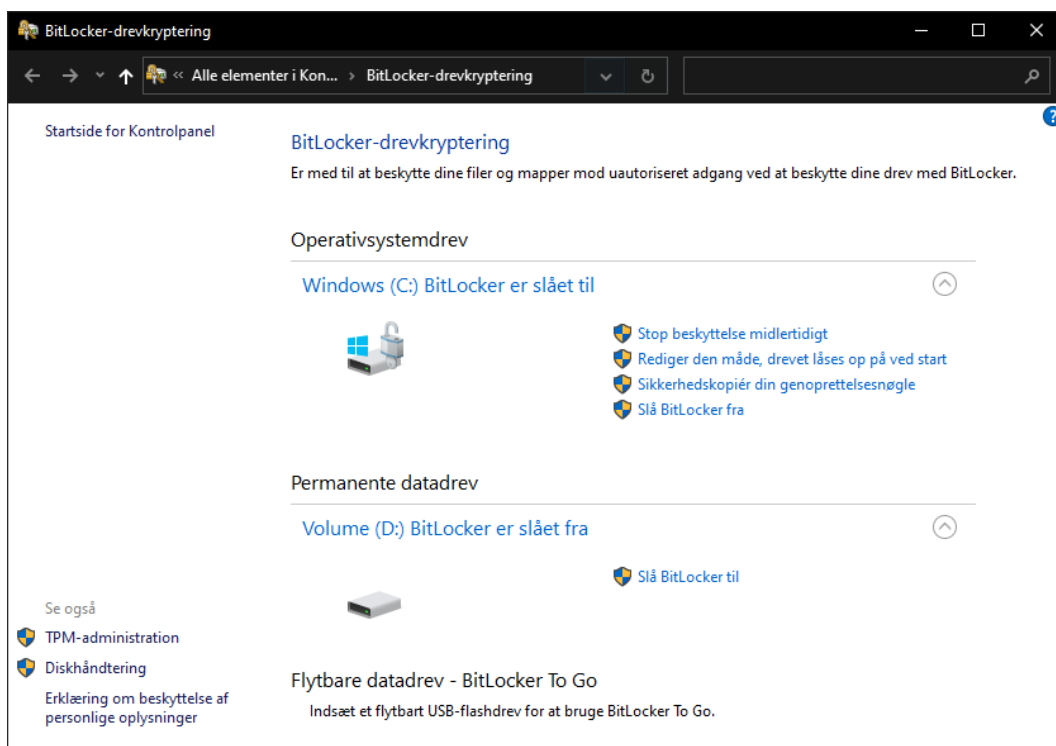 BitLocker-drevkryptering
« Alle elementer i Kon... › BitLocker-drevkryptering
Startside for Kontrolpanel
?
BitLocker-drevkryptering
Er med til at beskytte dine filer og mapper mod uautoriseret adgang ved at beskytte dine drev med BitLocker.
Operativsystemdrev
Windows (C:) BitLocker er slået til
Stop beskyttelse midlertidigt
Rediger den måde, drevet låses op på ved start
Sikkerhedskopiér din genoprettelsesnøgle
Slå BitLocker fra
Permanente datadrev
Volume (D:) BitLocker er slået fra
Slå BitLocker til
Se også
TPM-administration
Diskhåndtering
Erklæring om beskyttelse af
personlige oplysninger
Flytbare datadrev - BitLocker To Go
Indsæt et flytbart USB-flashdrev for at bruge BitLocker To Go.